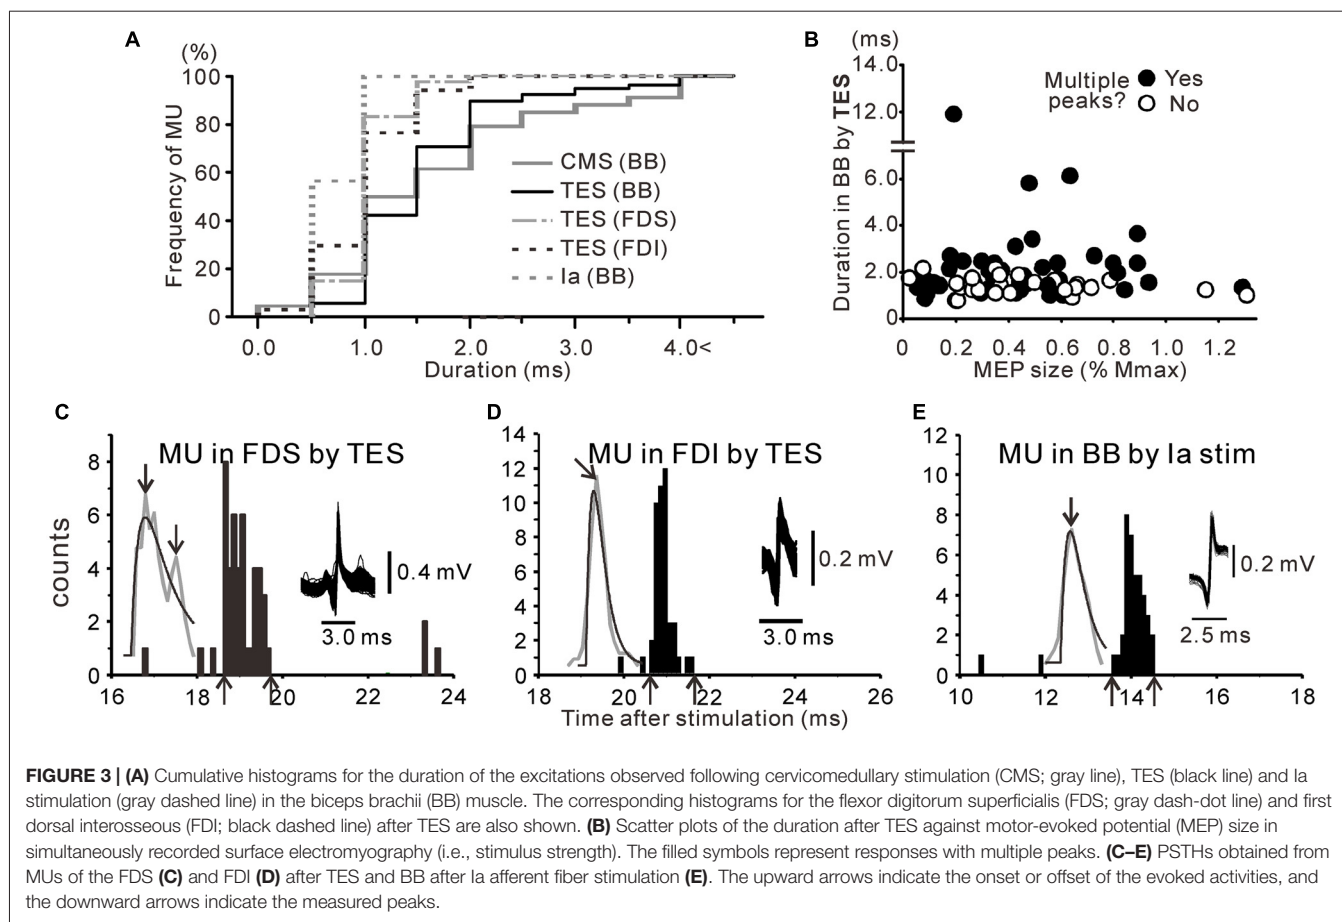 A
(%)
Frequency of MU
100
80
60
40
20
0
CMS (BB)
TES (BB)
TES (FDS)
TES (FDI)
Ia (BB)
0.0 1.0 2.0 3.0 4.0<
Duration (ms)
B
(ms)
Duration in BB by TES
14.0
12.0
6.0
4.0
2.0
0
Multiple peaks? Yes
No
0 0.2 0.4 0.6 0.8 1.0 1.2
MEP size (% Mmax)
C
MU in FDS by TES
counts
8
6
4
2
0
0.4 mV
3.0 ms
16 18 20 22 24
D
MU in FDI by TES
14
12
10
8
6
4
2
0
0.2 mV
3.0 ms
18 20 22 24 26
Time after stimulation (ms)
E
MU in BB by Ia stim
12
10
8
6
4
2
0
0.2 mV
2.5 ms
10 12 14 16 18
FIGURE 3 | (A) Cumulative histograms for the duration of the excitations observed following cervicomedullary stimulation (CMS; gray line), TES (black line) and Ia
stimulation (gray dashed line) in the biceps brachii (BB) muscle. The corresponding histograms for the flexor digitorum superficialis (FDS; gray dash-dot line) and first
dorsal interosseous (FDI; black dashed line) after TES are also shown. (B) Scatter plots of the duration after TES against motor-evoked potential (MEP) size in
simultaneously recorded surface electromyography (i.e., stimulus strength). The filled symbols represent responses with multiple peaks. (C–E) PSTHs obtained from
MUs of the FDS (C) and FDI (D) after TES and BB after Ia afferent fiber stimulation (E). The upward arrows indicate the onset or offset of the evoked activities, and
the downward arrows indicate the measured peaks.